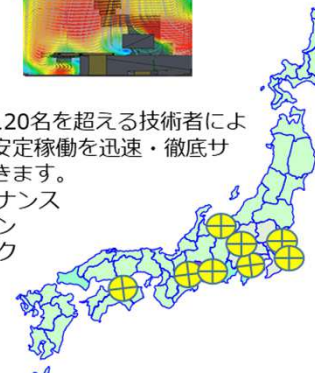 120名を超える技術者によ
安定稼働を迅速・徹底サ
きます。
ナンス
ン
ク